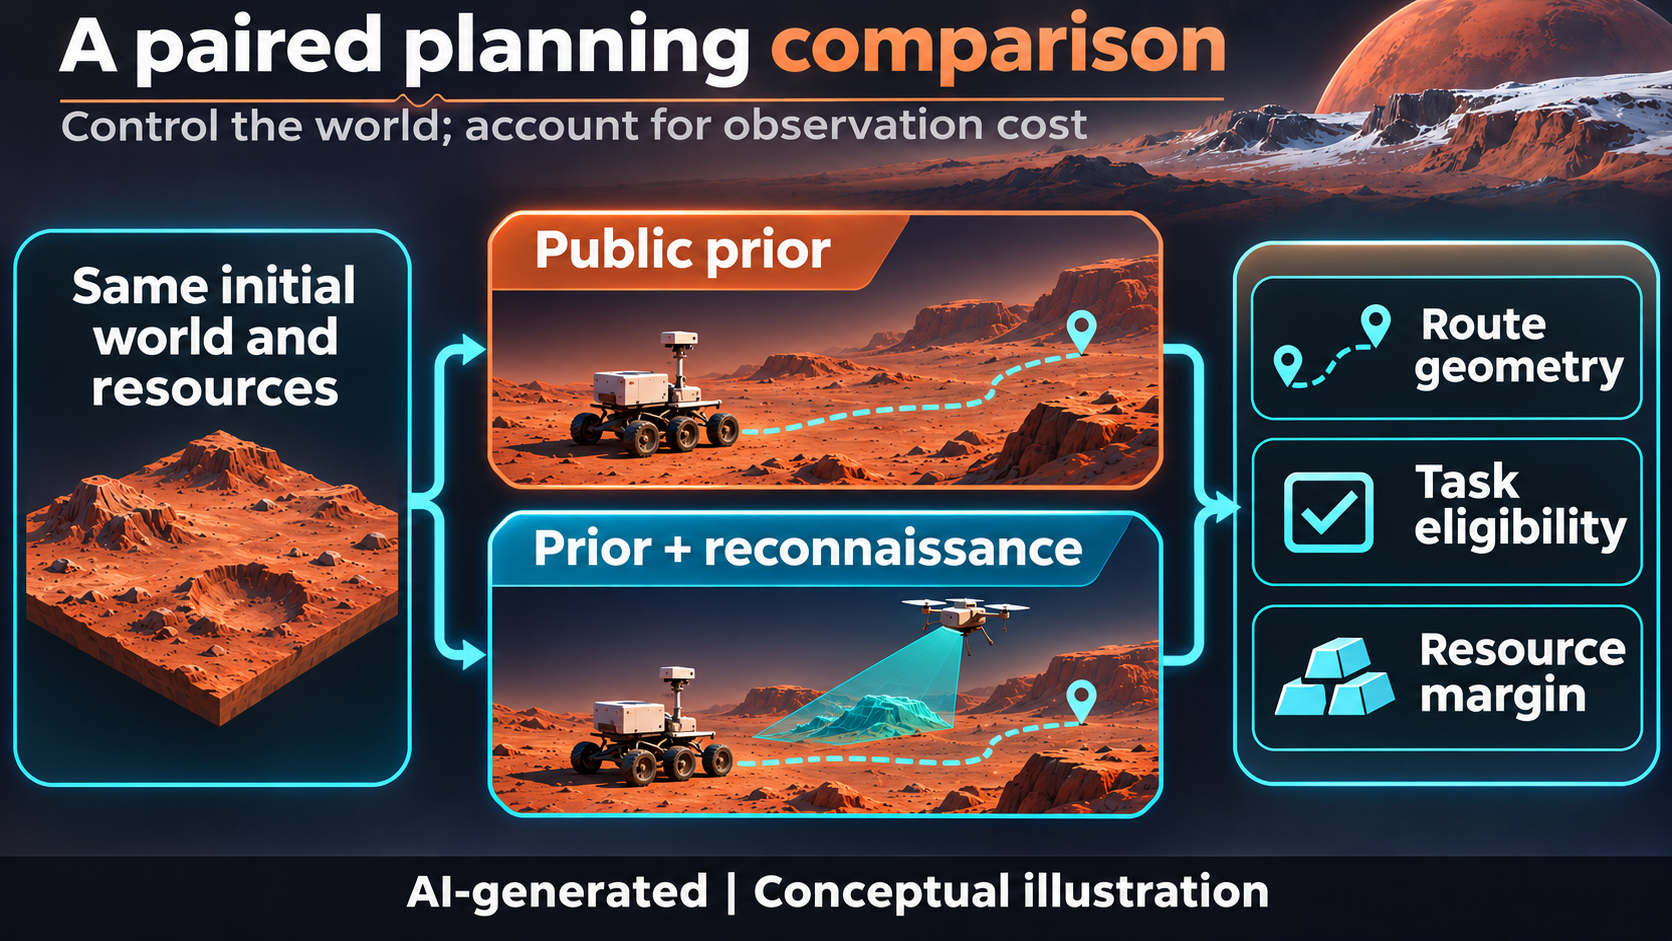 A paired planning comparison
Control the world; account for observation cost
Same initial
world and
resources
Public prior
Prior + reconnaissance
Route
geometry
Task
eligibility
Resource
margin
AI-generated | Conceptual illustration